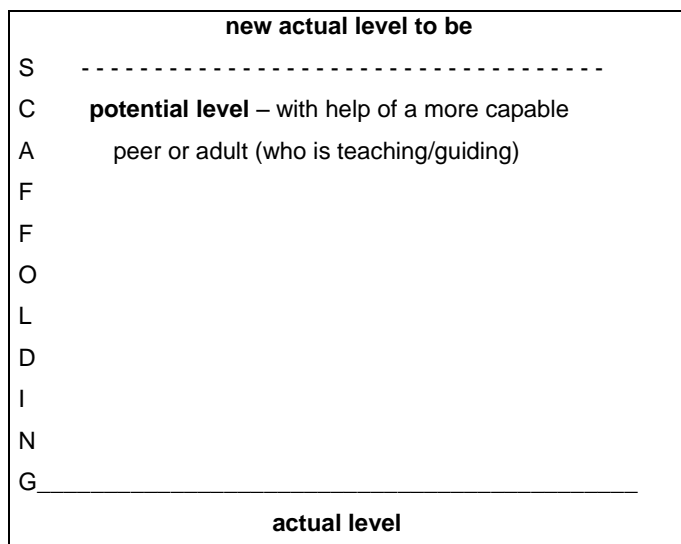 new actual level to be
S - - - - - - - - - - - - - - - - - - - - - - - - - - - - - - - - - - - -
C potential level – with help of a more capable
A peer or adult (who is teaching/guiding)
F
F
O
L
D
I
N
G___________________________________________
actual level